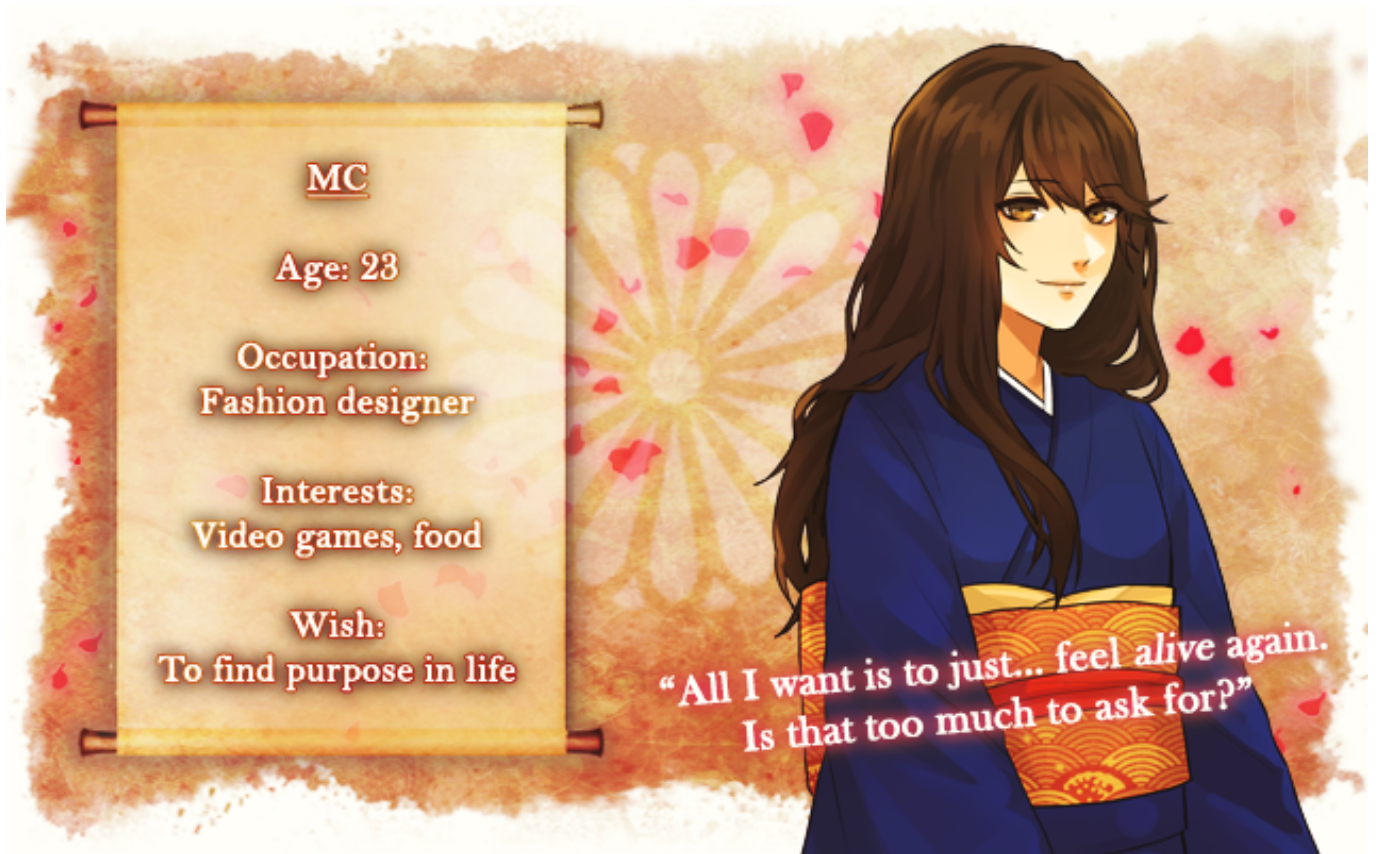 MC
Age: 23
Occupation:
Fashion designer
Interests:
Video games, food
Wish:
To find purpose in life
“All I want is to just... feel alive again.
Is that too much to ask for?”